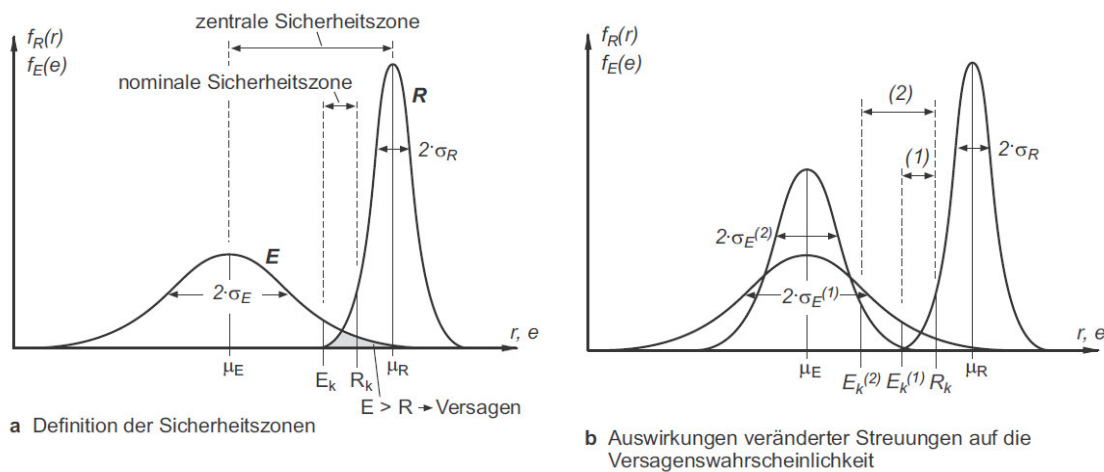 zentrale Sicherheitszone
f_R(r)
f_E(e)
nominale Sicherheitszone
R
2·σ_R
E
2·σ_E
r, e
μ_E
E_k
R_k
μ_R
E > R → Versagen
a Definition der Sicherheitszonen
f_R(r)
f_E(e)
(2)
(1)
2·σ_R
2·σ_E^(2)
2·σ_E^(1)
r, e
μ_E
E_k^(2)
E_k^(1)
R_k
μ_R
b Auswirkungen veränderter Streuungen auf die
Versagenswahrscheinlichkeit